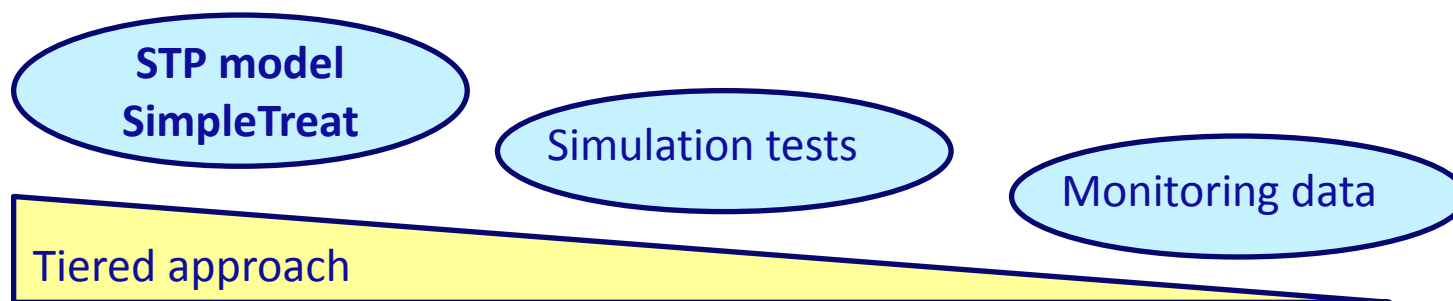 STP model
SimpleTreat
Simulation tests
Monitoring data
Tiered approach